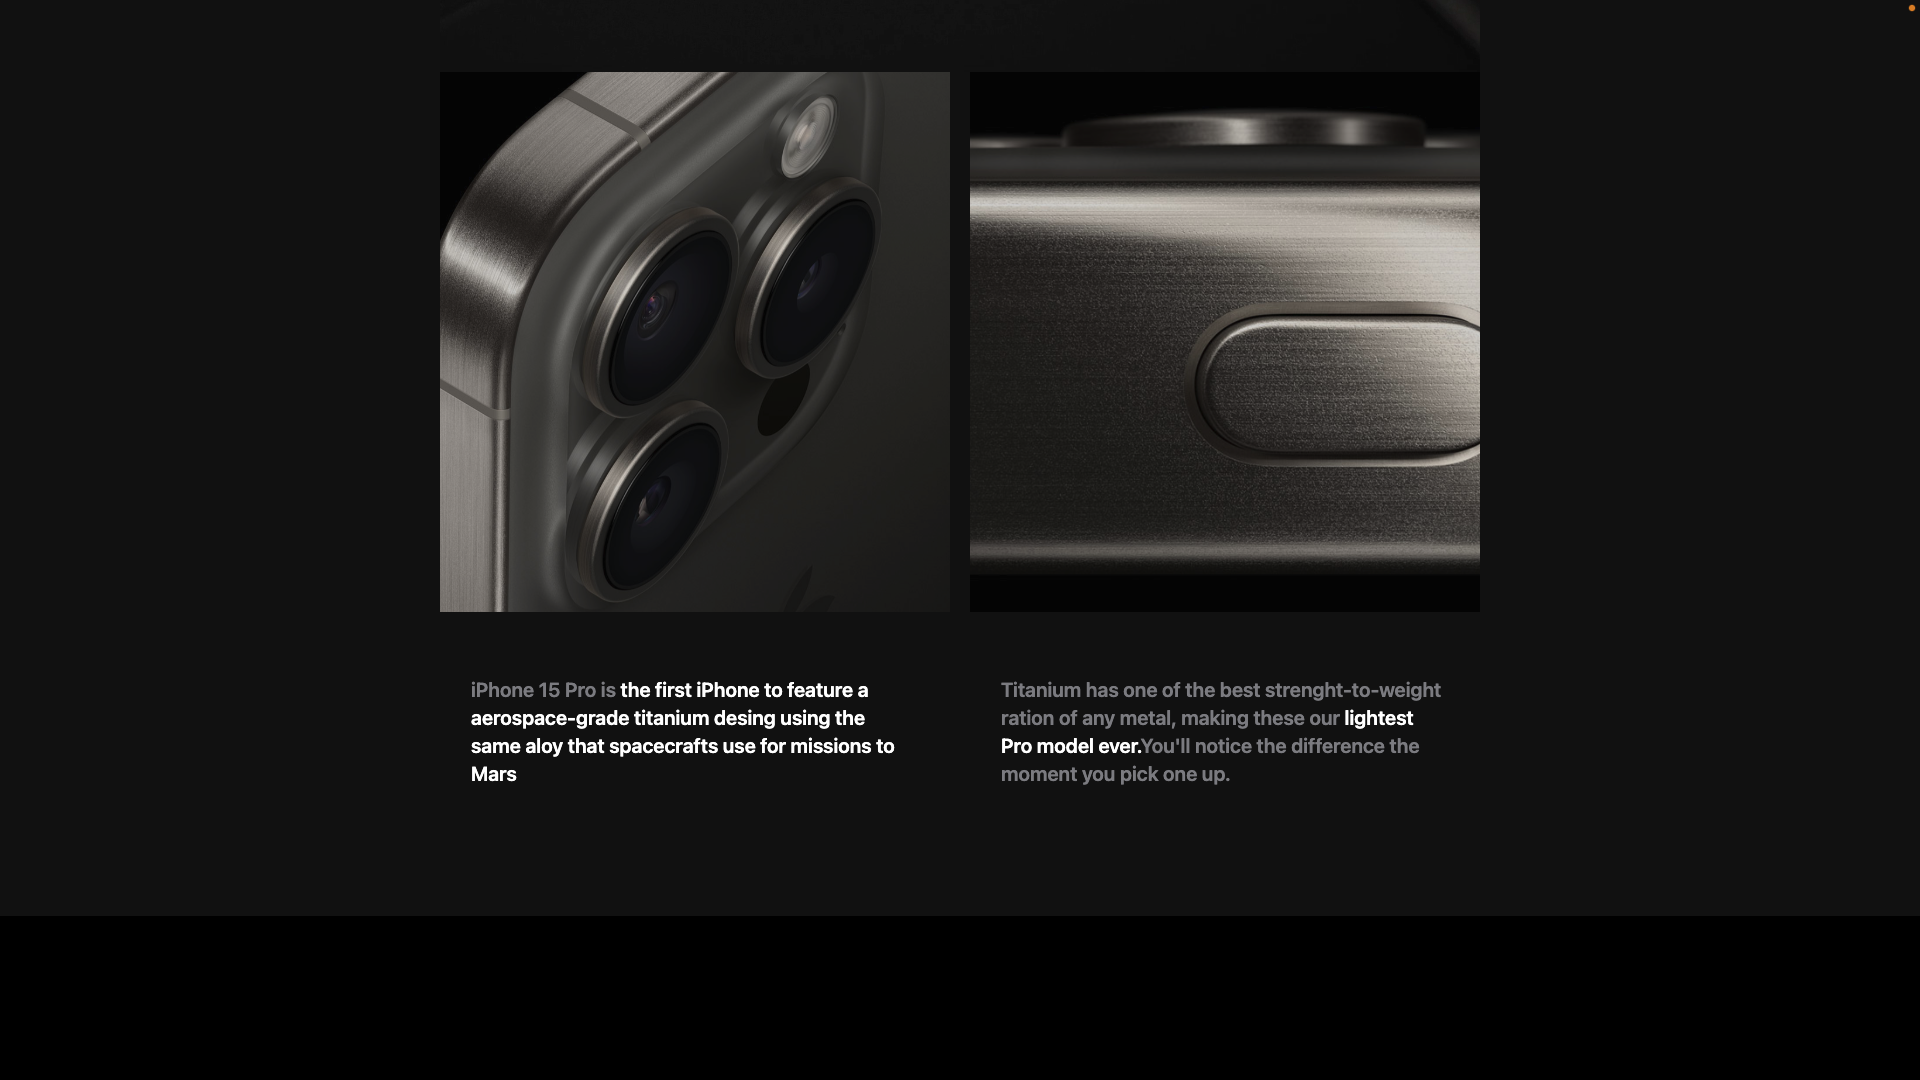 iPhone 15 Pro is the first iPhone to feature a
aerospace-grade titanium desing using the
same aloy that spacecrafts use for missions to
Mars
Titanium has one of the best strenght-to-weight
ration of any metal, making these our lightest
Pro model ever.You'll notice the difference the
moment you pick one up.